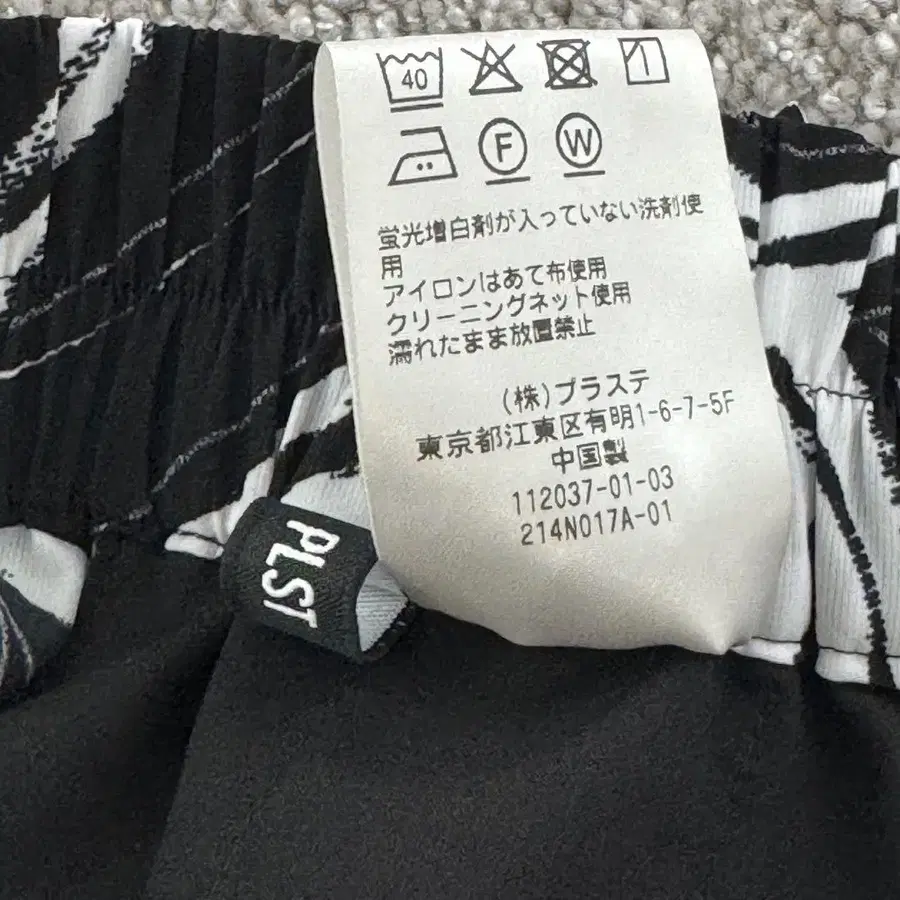 40
F W
蛍光増白剤が入っていない洗剤使
用
アイロンはあて布使用
クリーニングネット使用
濡れたまま放置禁止
(株)プラステ
東京都江東区有明1-6-7-5F
中国製
112037-01-03
214N017A-01
PLST